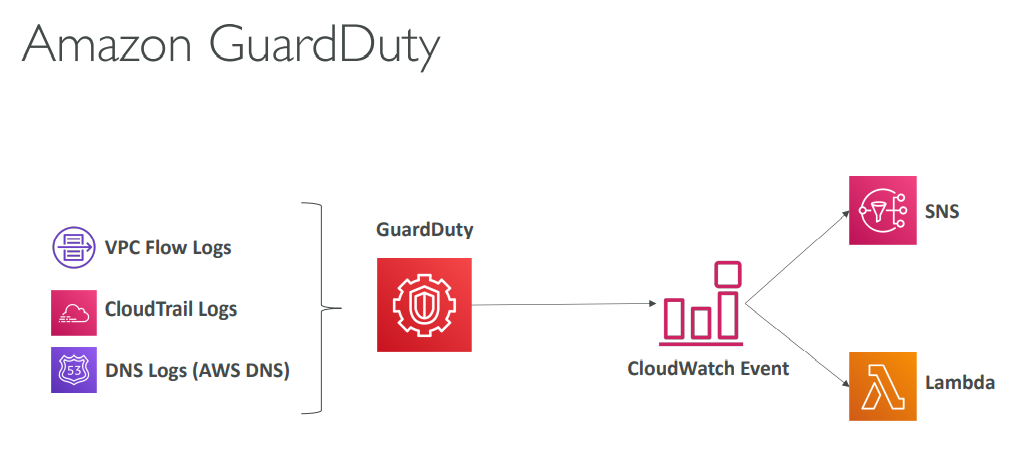 Amazon GuardDuty
VPC Flow Logs
CloudTrail Logs
53
DNS Logs (AWS DNS)
GuardDuty
CloudWatch Event
SNS
Lambda